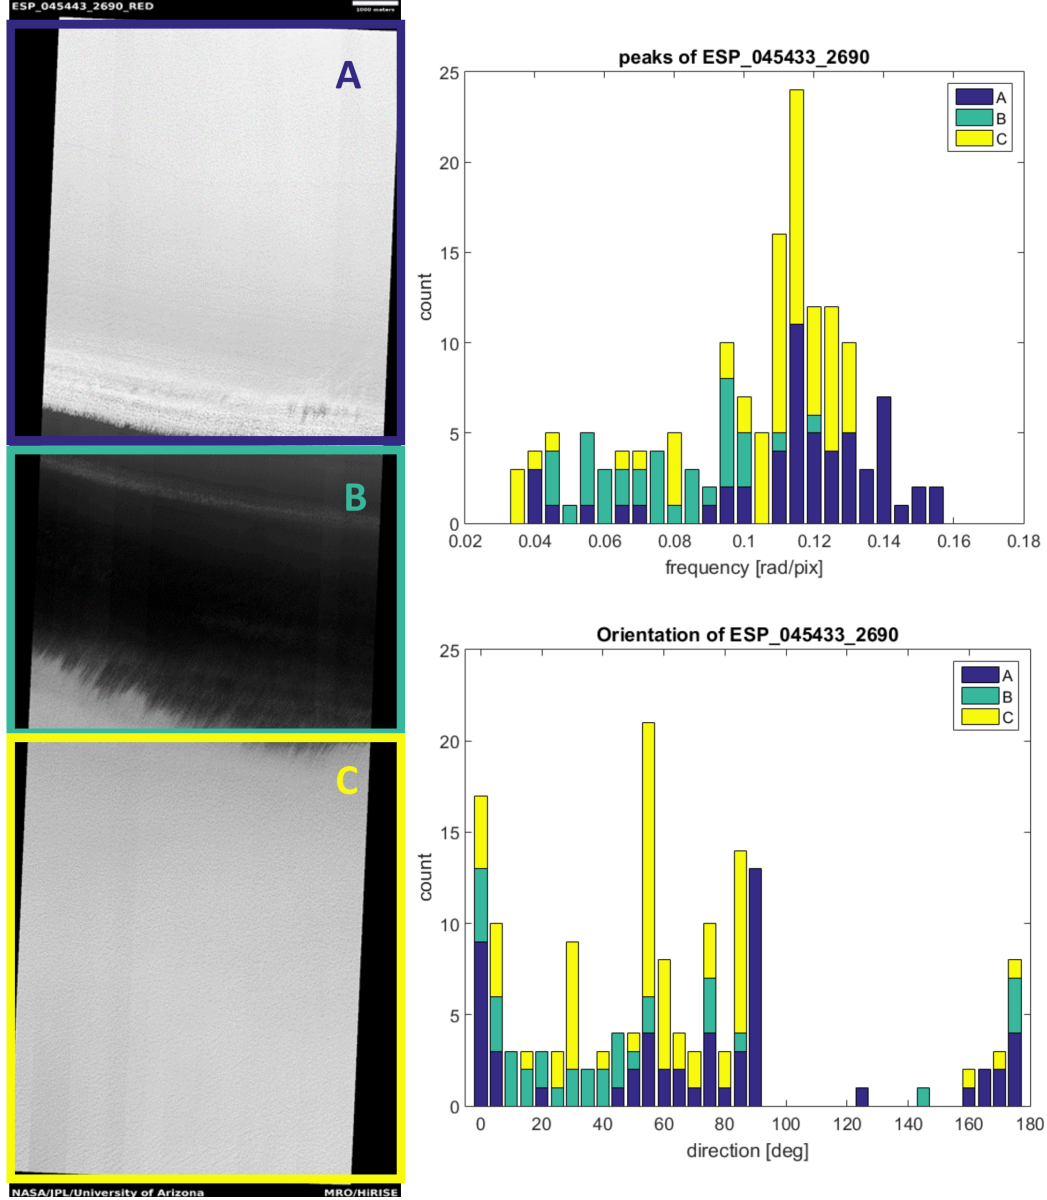 ESP_045443_2690_RED
1000 meters
A
B
C
NASA/JPL/University of Arizona
MRO/HiRISE
peaks of ESP_045433_2690
25
20
15
10
5
0
count
A
B
C
0.02 0.04 0.06 0.08 0.1 0.12 0.14 0.16 0.18
frequency [rad/pix]
Orientation of ESP_045433_2690
25
20
15
10
5
0
count
A
B
C
0 20 40 60 80 100 120 140 160 180
direction [deg]